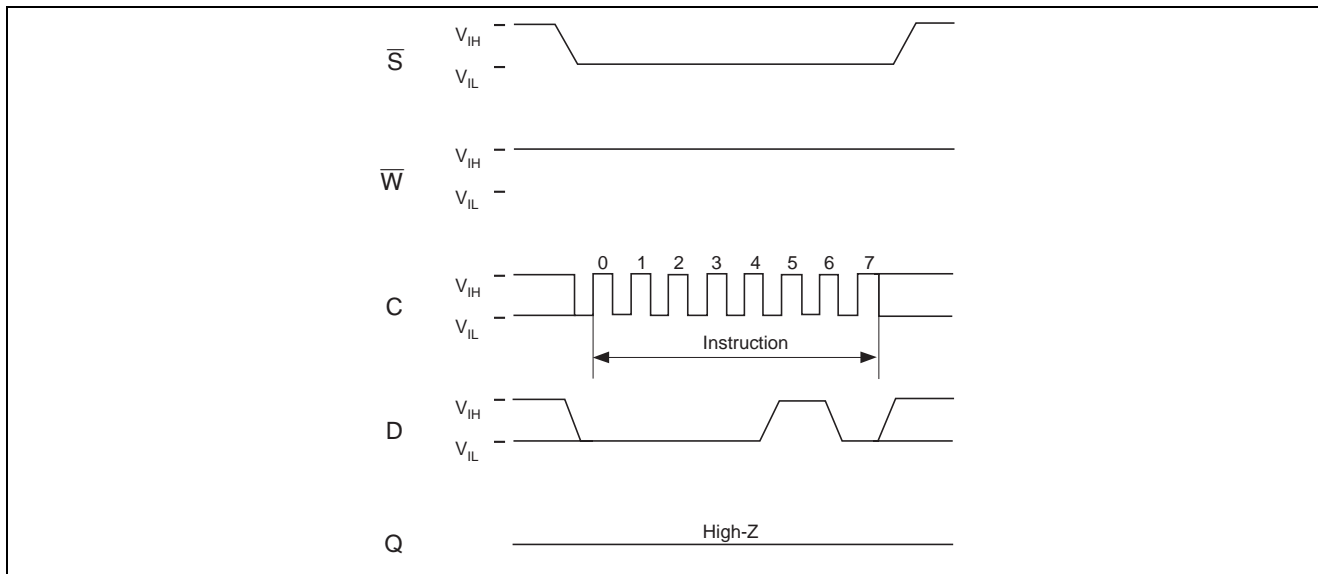 V_IH
S̅
V_IL
V_IH
W̅
V_IL
0 1 2 3 4 5 6 7
V_IH
C
V_IL
Instruction
V_IH
D
V_IL
High-Z
Q